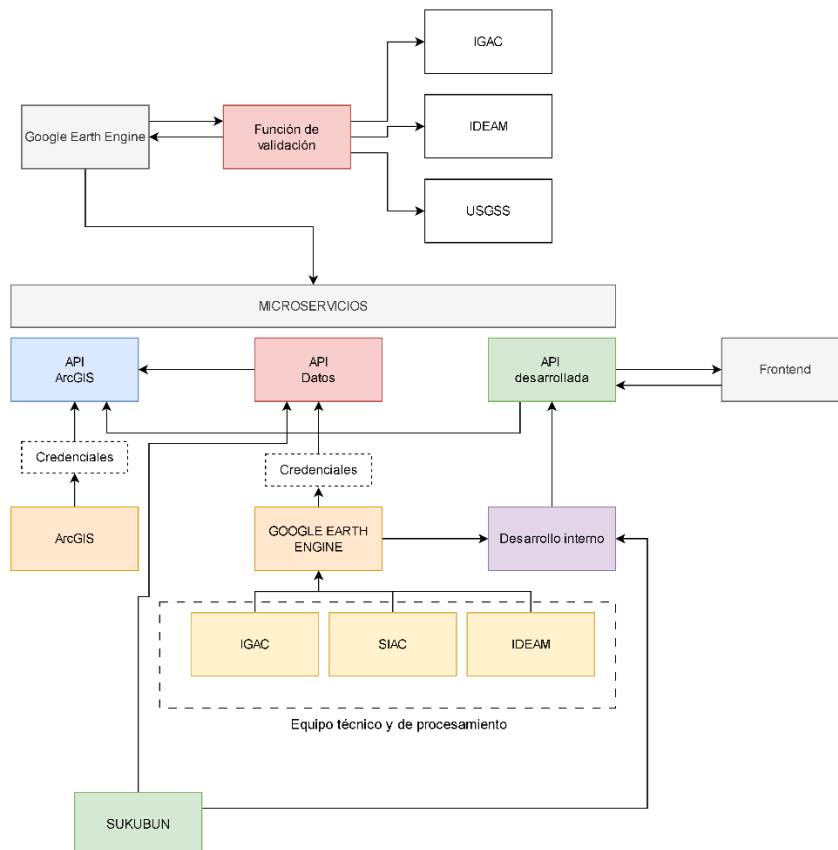 IGAC
Google Earth Engine
Función de
validación
IDEAM
USGSS
MICROSERVICIOS
API
ArcGIS
API
Datos
API
desarrollada
Frontend
Credenciales
Credenciales
ArcGIS
GOOGLE EARTH
ENGINE
Desarrollo interno
IGAC
SIAC
IDEAM
Equipo técnico y de procesamiento
SUKUBUN